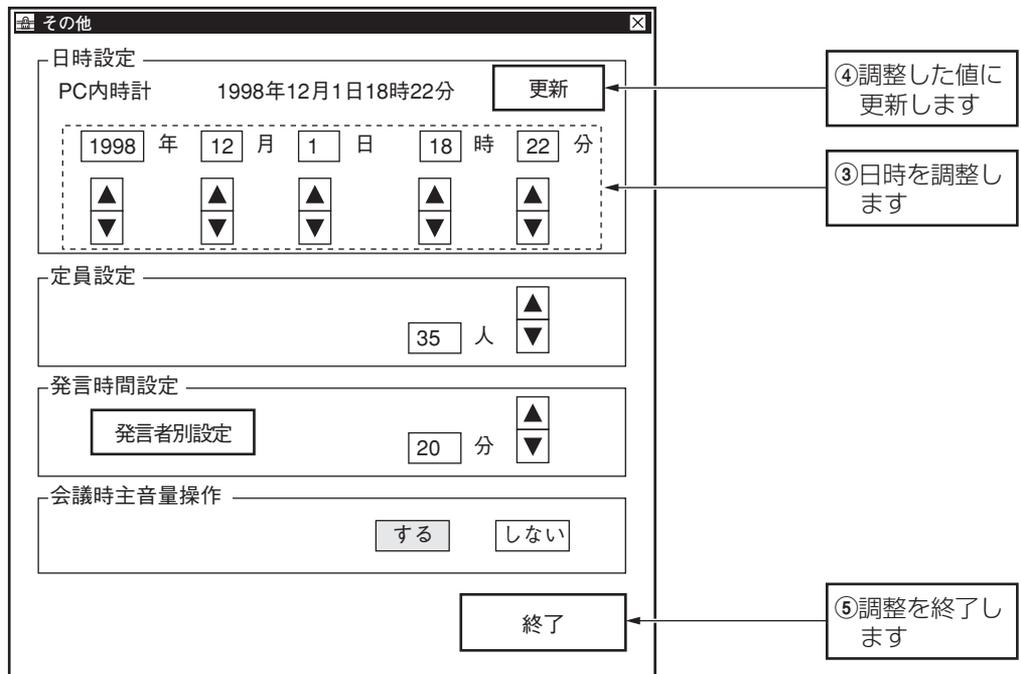 その他
日時設定
PC内時計 1998年12月1日18時22分 更新
1998 年 12 月 1 日 18 時 22 分
定員設定
35 人
発言時間設定
発言者別設定 20 分
会議時主音量操作
する しない
終了
④調整した値に
更新します
③日時を調整し
ます
⑤調整を終了し
ます